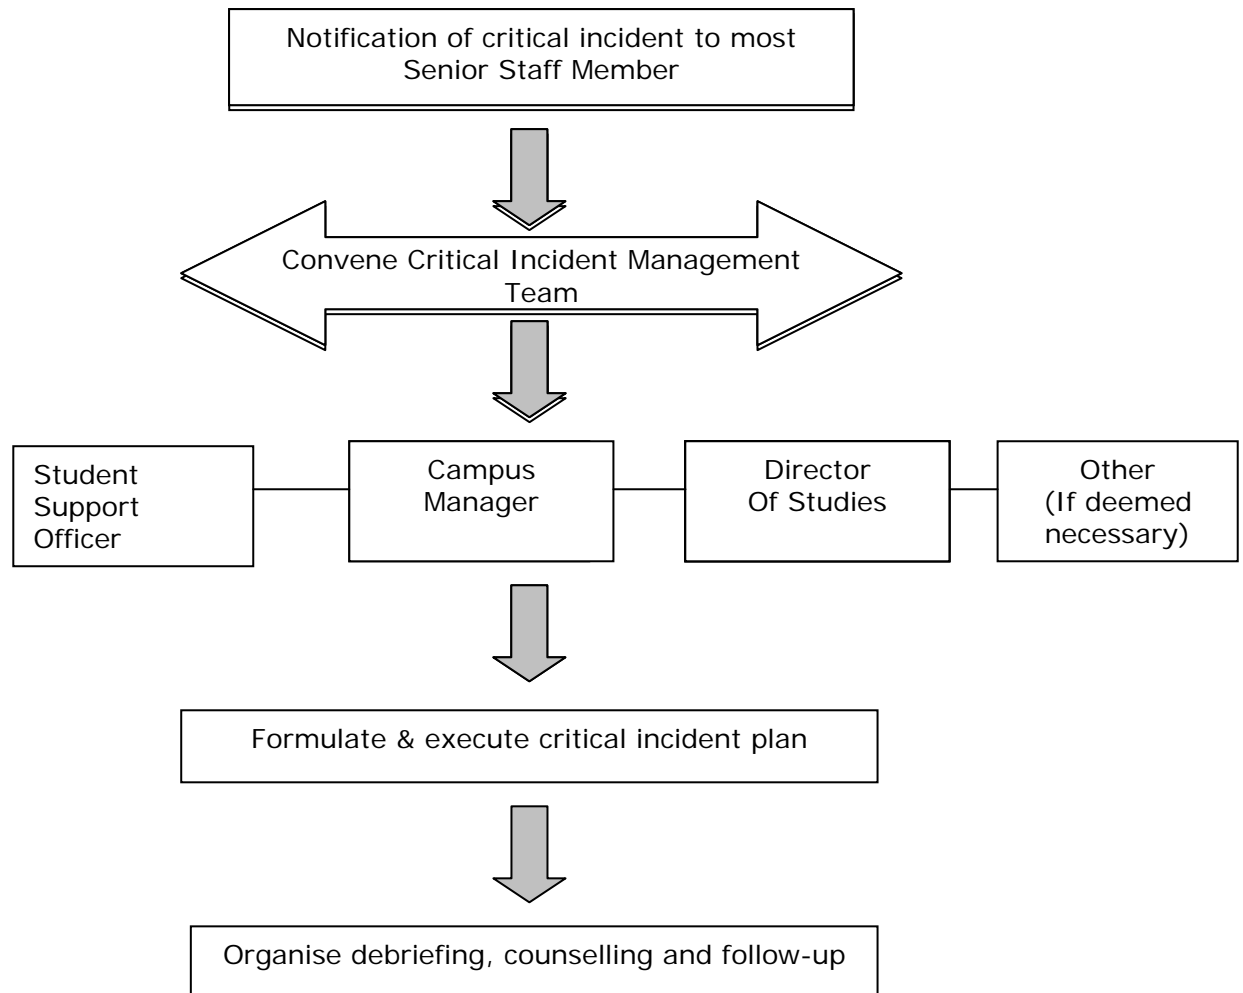 Notification of critical incident to most
Senior Staff Member
Convene Critical Incident Management
Team
Student
Support
Officer
Campus
Manager
Director
Of Studies
Other
(If deemed
necessary)
Formulate & execute critical incident plan
Organise debriefing, counselling and follow-up